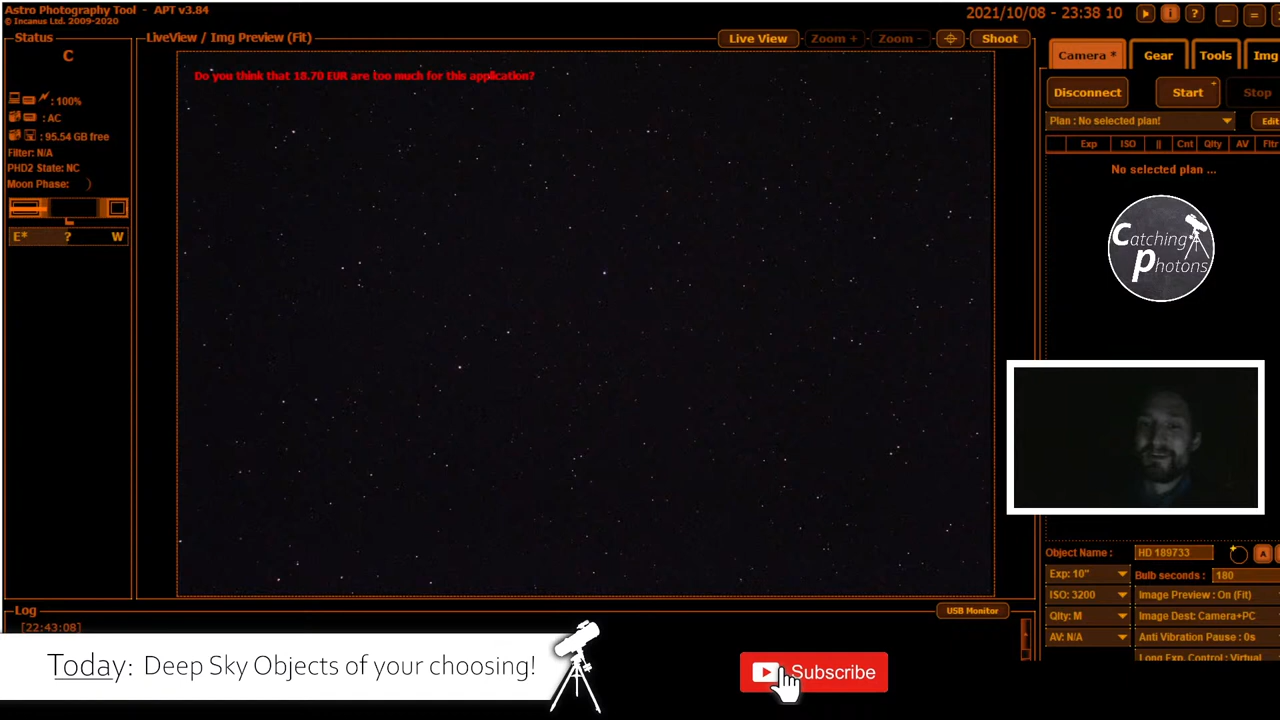 Astro Photography Tool - APT v3.84
© Incanus Ltd. 2009-2020
2021/10/08 - 23:38 10
i
?
Status
C
: 100%
: AC
: 95.54 GB free
Filter: N/A
PHD2 State: NC
Moon Phase: )
E* ? W
LiveView / Img Preview (Fit)
Live View
Zoom +
Zoom -
Shoot
Do you think that 18.70 EUR are too much for this application?
Camera *
Gear
Tools
Img
Disconnect
Start
+
Stop
Plan : No selected plan!
Edit
Exp ISO || Cnt Qlty AV Fltr
No selected plan ...
Catching
Photons
Object Name : HD 189733
A
Exp: 10"
Bulb seconds : 180
ISO: 3200
Image Preview : On (Fit)
Qlty: M
Image Dest: Camera+PC
AV: N/A
Anti Vibration Pause : 0s
Long Exp. Control : Virtual
Log
USB Monitor
[22:43:08]
Today: Deep Sky Objects of your choosing!
Subscribe